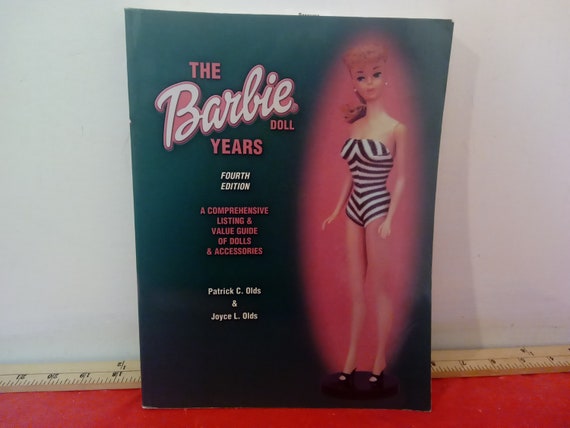 THE
Barbie®
DOLL
YEARS
FOURTH
EDITION
A COMPREHENSIVE
LISTING &
VALUE GUIDE
OF DOLLS
& ACCESSORIES
Patrick C. Olds
&
Joyce L. Olds